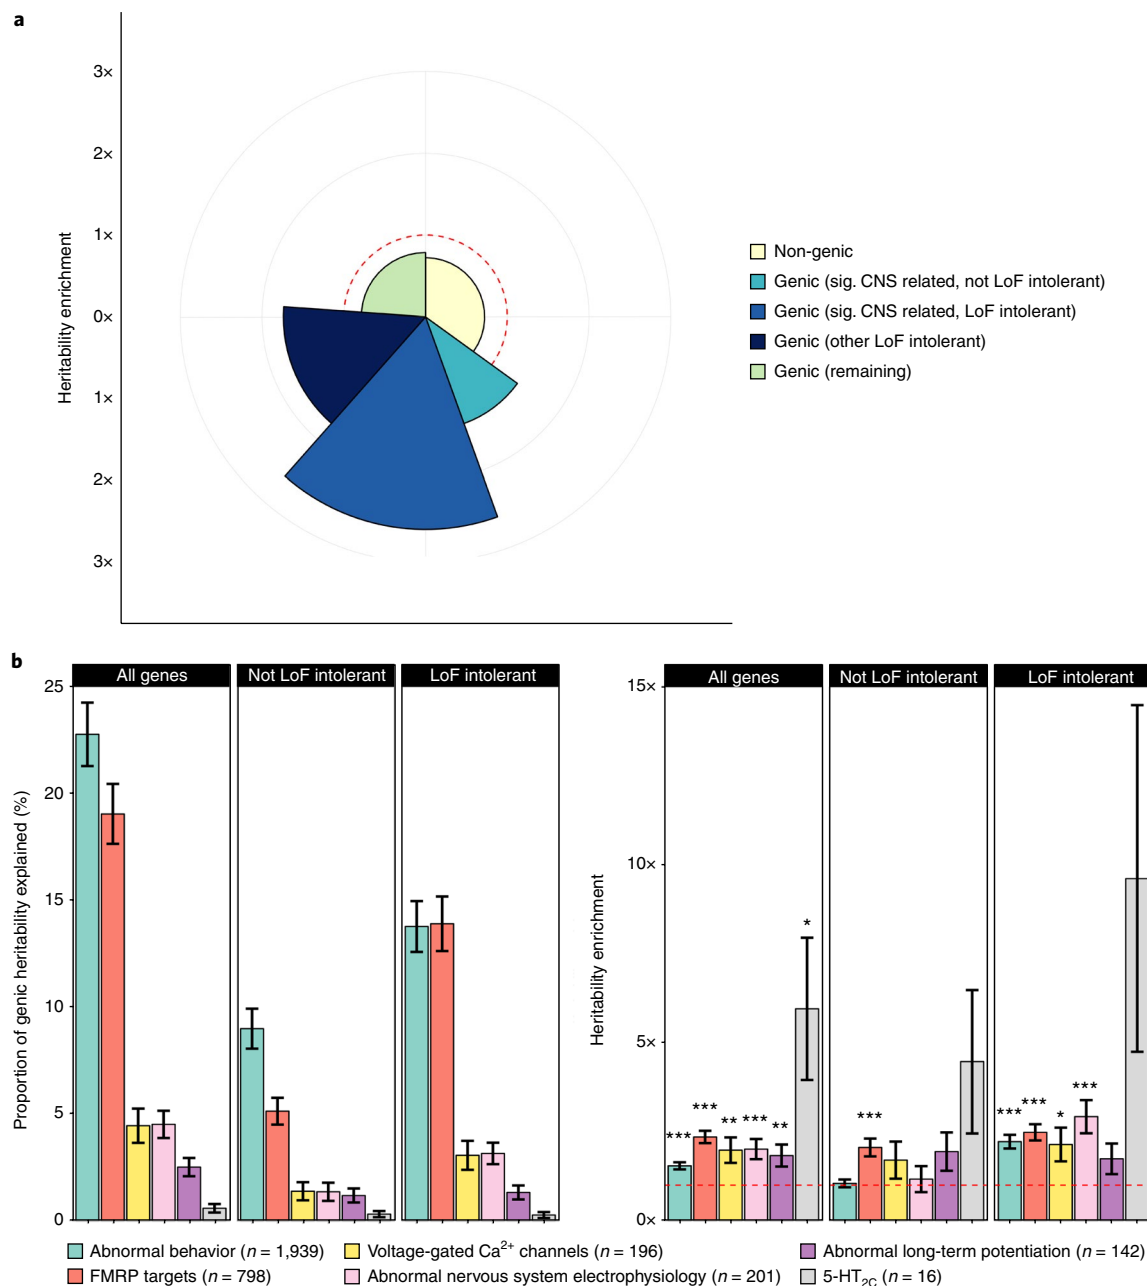 a
3×
2×
1×
0×
1×
2×
3×
Heritability enrichment
Non-genic
Genic (sig. CNS related, not LoF intolerant)
Genic (sig. CNS related, LoF intolerant)
Genic (other LoF intolerant)
Genic (remaining)
b
All genes
Not LoF intolerant
LoF intolerant
25
20
15
10
5
0
Proportion of genic heritability explained (%)
All genes
Not LoF intolerant
LoF intolerant
15×
10×
5×
0×
Heritability enrichment
***
***
**
***
**
*
***
***
***
*
***
Abnormal behavior (n = 1,939)
Voltage-gated Ca²⁺ channels (n = 196)
Abnormal long-term potentiation (n = 142)
FMRP targets (n = 798)
Abnormal nervous system electrophysiology (n = 201)
5-HT₂C (n = 16)